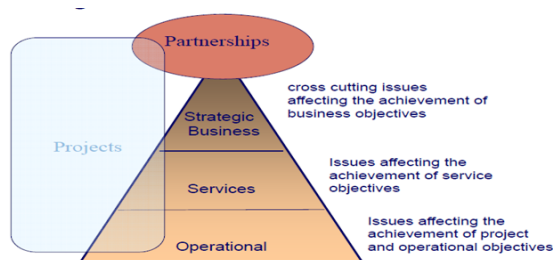 Partnerships
cross cutting issues
affecting the achievement of
business objectives
Strategic
Business
Projects
Issues affecting the
achievement of service
objectives
Services
Issues affecting the
achievement of project
and operational objectives
Operational